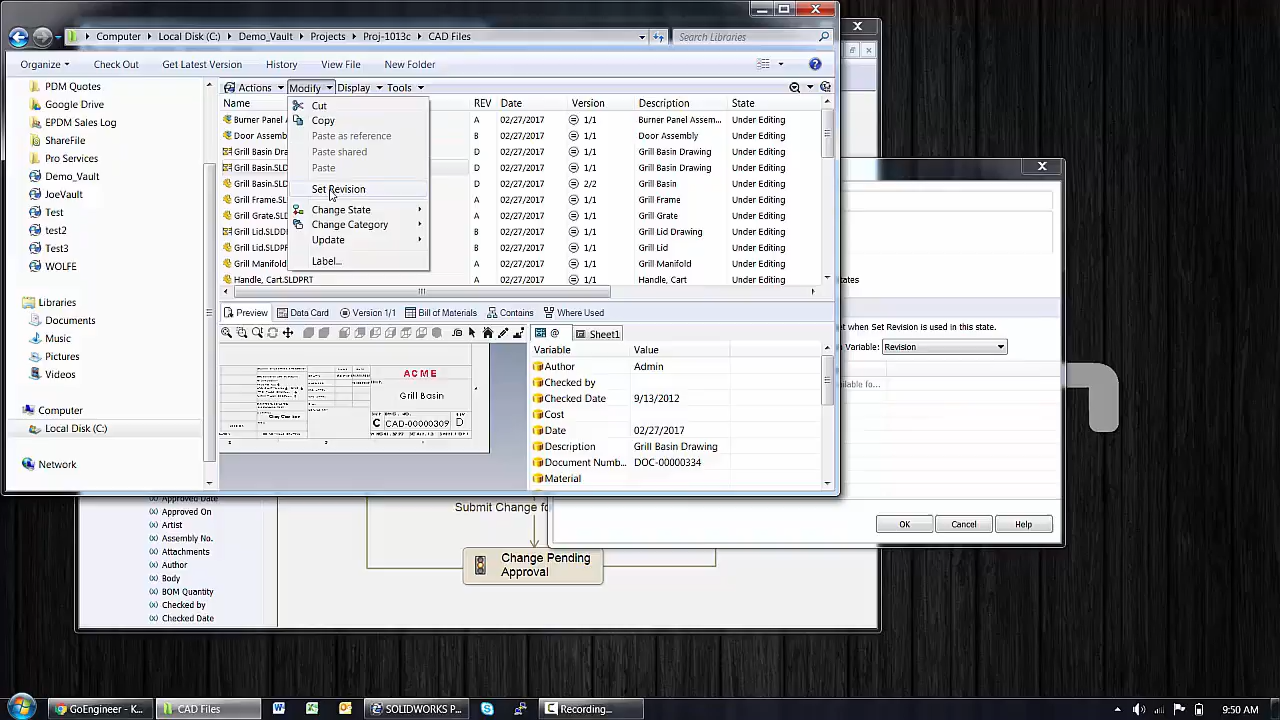 Computer Local Disk (C:) Demo_Vault Projects Proj-1013c CAD Files Search Libraries
Organize Check Out Get Latest Version History View File New Folder
PDM Quotes
Google Drive
EPDM Sales Log
ShareFile
Pro Services
Demo_Vault
JoeVault
Test
test2
Test3
WOLFE
Libraries
Documents
Music
Pictures
Videos
Computer
Local Disk (C:)
Network
Actions Modify Display Tools
Name REV Date Version Description State
Burner Panel A 02/27/2017 1/1 Burner Panel Assem... Under Editing
Door Assemb B 02/27/2017 1/1 Door Assembly Under Editing
Grill Basin Dra D 02/27/2017 1/1 Grill Basin Drawing Under Editing
Grill Basin.SLD D 02/27/2017 1/1 Grill Basin Drawing Under Editing
Grill Basin.SLD D 02/27/2017 2/2 Grill Basin Under Editing
Grill Frame.SL A 02/27/2017 1/1 Grill Frame Under Editing
Grill Grate.SLD A 02/27/2017 1/1 Grill Grate Under Editing
Grill Lid.SLDD B 02/27/2017 1/1 Grill Lid Drawing Under Editing
Grill Lid.SLDPR B 02/27/2017 1/1 Grill Lid Under Editing
Grill Manifold A 02/27/2017 1/1 Grill Manifold Under Editing
Handle, Cart.SLDPRT A 02/27/2017 1/1 Handle, Cart Under Editing
Cut
Copy
Paste as reference
Paste shared
Paste
Set Revision
Change State
Change Category
Update
Label...
Preview Data Card Version 1/1 Bill of Materials Contains Where Used
@ Sheet1
Variable Value
Author Admin
Checked by
Checked Date 9/13/2012
Cost
Date 02/27/2017
Description Grill Basin Drawing
Document Numb... DOC-00000334
Material
ACME
Grill Basin
C CAD-00000309 D
ates
et when Set Revision is used in this state.
Variable: Revision
ilable fo...
OK Cancel Help
Approved Date
Approved On
Artist
Assembly No.
Attachments
Author
Body
BOM Quantity
Checked by
Checked Date
Submit Change fo
Change Pending
Approval
GoEngineer - K... CAD Files SOLIDWORKS P... Recording... 9:50 AM